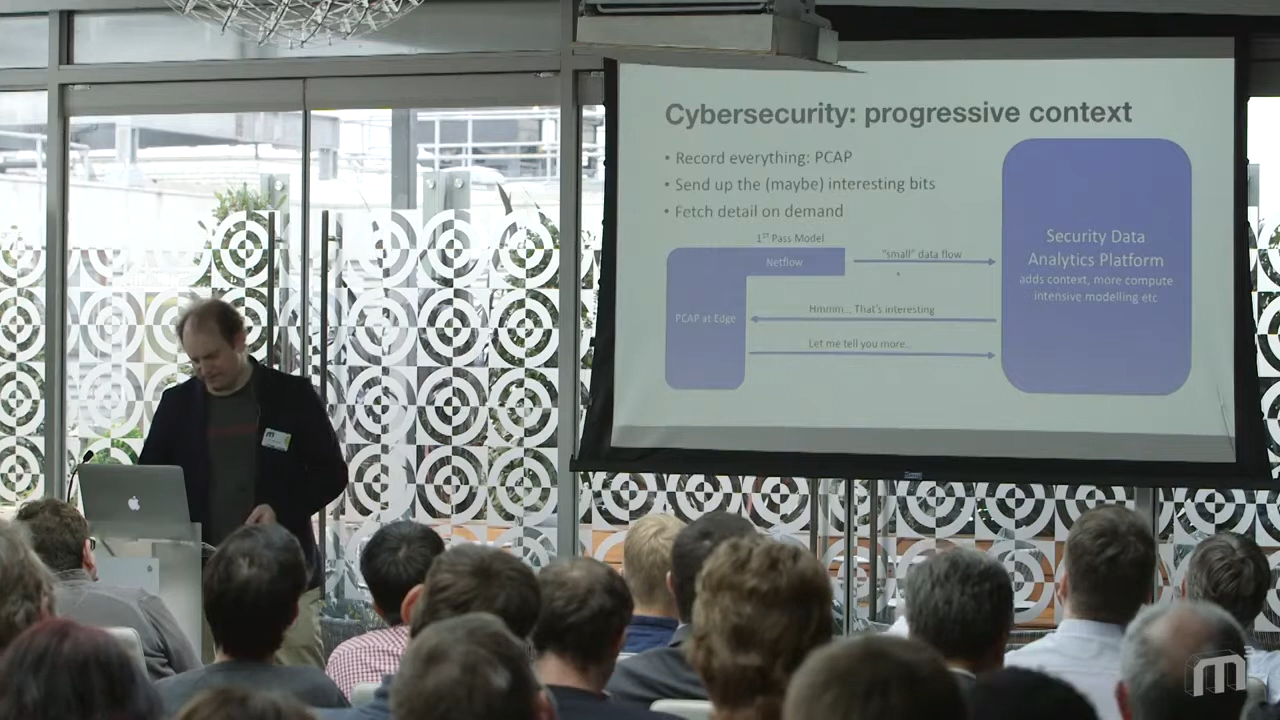 Cybersecurity: progressive context
• Record everything: PCAP
• Send up the (maybe) interesting bits
• Fetch detail on demand
1ST Pass Model
Netflow
"small" data flow
PCAP at Edge
Hmmm... That's interesting
Let me tell you more..
Security Data
Analytics Platform
adds context, more compute
intensive modelling etc